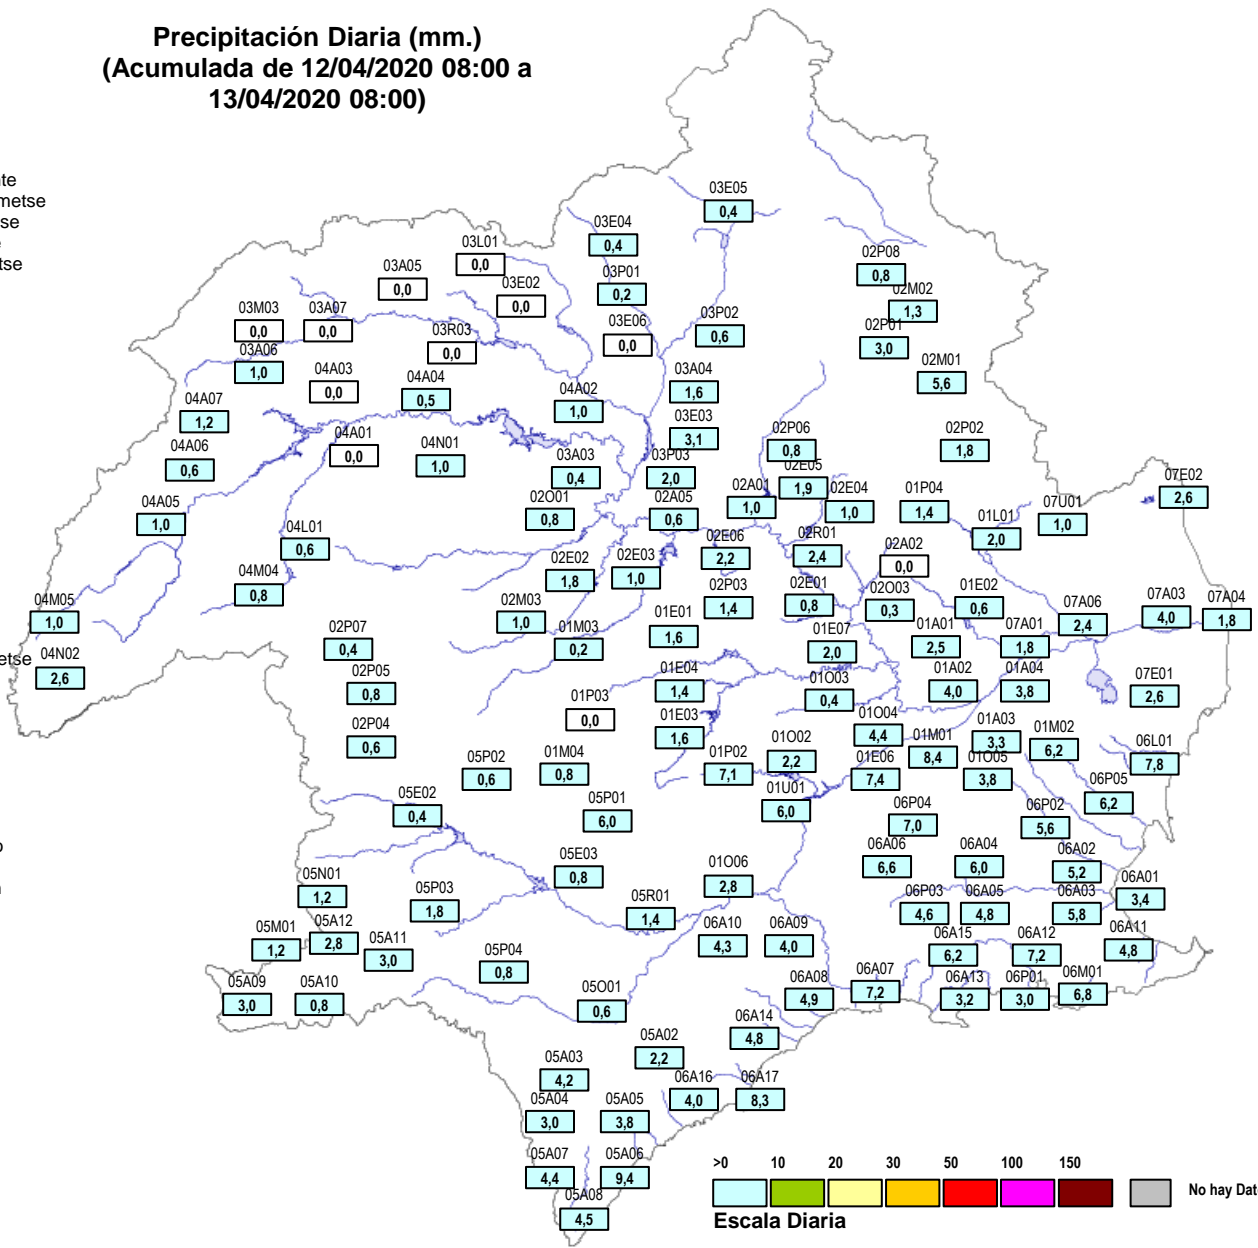 Precipitación Diaria (mm.)
(Acumulada de 12/04/2020 08:00 a
13/04/2020 08:00)
nte
metse
se
tse
etse
o
03E05
0,4
03E04
0,4
03L01
0,0
03A05
0,0
03E02
0,0
03P01
0,2
02P08
0,8
02M02
1,3
03M03
0,0
03A07
0,0
03R03
0,0
03E06
0,0
03P02
0,6
02P01
3,0
03A06
1,0
04A03
0,0
04A04
0,5
04A02
1,0
03A04
1,6
02M01
5,6
04A07
1,2
03E03
3,1
04A01
0,0
04N01
1,0
02P06
0,8
02P02
1,8
04A06
0,6
03A03
0,4
03P03
2,0
02E05
1,9
07E02
2,6
04A05
1,0
02O01
0,8
02A05
0,6
02A01
1,0
02E04
1,0
01P04
1,4
07U01
1,0
01L01
2,0
04L01
0,6
02E06
2,2
02R01
2,4
02A02
0,0
04M04
0,8
02E02
1,8
02E03
1,0
04M05
1,0
02M03
1,0
02P03
1,4
02E01
0,8
02O03
0,3
01E02
0,6
07A03
4,0
07A04
1,8
07A06
2,4
01E01
1,6
01M03
0,2
02P07
0,4
01E07
2,0
01A01
2,5
07A01
1,8
04N02
2,6
02P05
0,8
01E04
1,4
01O03
0,4
01A02
4,0
01A04
3,8
07E01
2,6
01P03
0,0
02P04
0,6
01E03
1,6
01O04
4,4
01A03
3,3
01M02
6,2
01M01
8,4
06L01
7,8
05P02
0,6
01M04
0,8
01P02
7,1
01O02
2,2
01E06
7,4
01O05
3,8
06P05
6,2
05E02
0,4
05P01
6,0
01U01
6,0
06P04
7,0
06P02
5,6
06A06
6,6
06A04
6,0
06A02
5,2
05E03
0,8
01O06
2,8
06A01
3,4
05N01
1,2
05P03
1,8
05R01
1,4
06P03
4,6
06A05
4,8
06A03
5,8
05M01
1,2
05A12
2,8
05A11
3,0
06A10
4,3
06A09
4,0
06A15
6,2
06A12
7,2
06A11
4,8
05P04
0,8
05A09
3,0
05A10
0,8
05O01
0,6
06A08
4,9
06A07
7,2
06A13
3,2
06P01
3,0
06M01
6,8
06A14
4,8
05A02
2,2
05A03
4,2
06A16
4,0
06A17
8,3
05A04
3,0
05A05
3,8
05A07
4,4
05A06
9,4
05A08
4,5
>0 10 20 30 50 100 150
No hay Dat
Escala Diaria